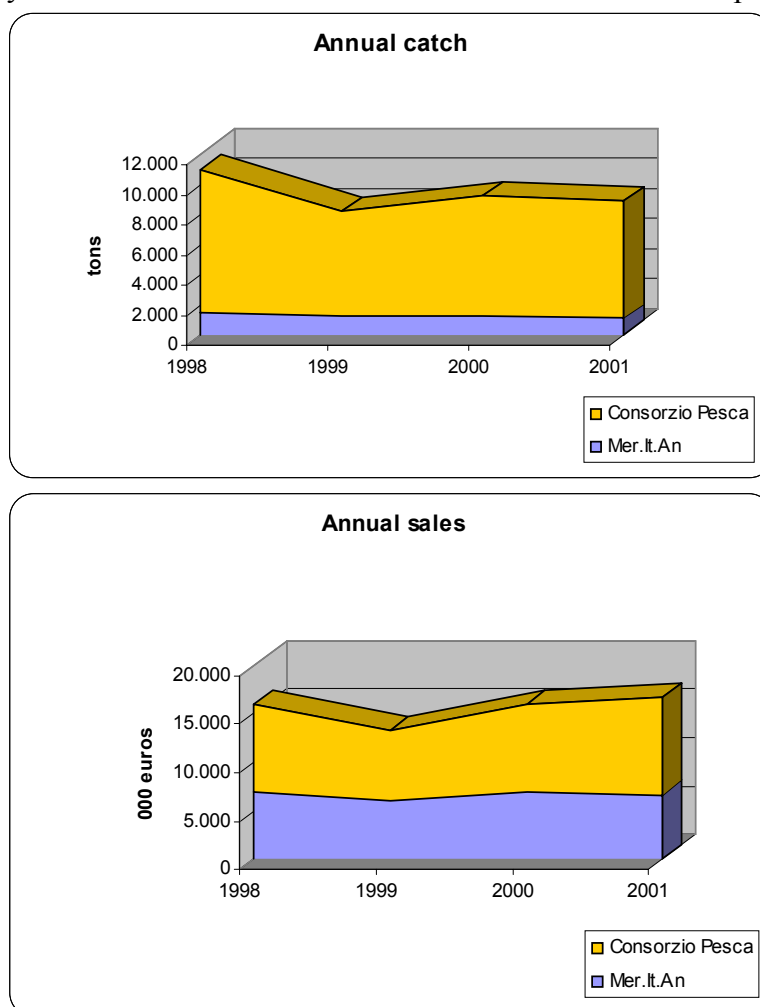 Annual catch
12.000
10.000
8.000
6.000
4.000
2.000
0
tons
1998 1999 2000 2001
Consorzio Pesca
Mer.It.An
Annual sales
20.000
15.000
10.000
5.000
0
000 euros
1998 1999 2000 2001
Consorzio Pesca
Mer.It.An